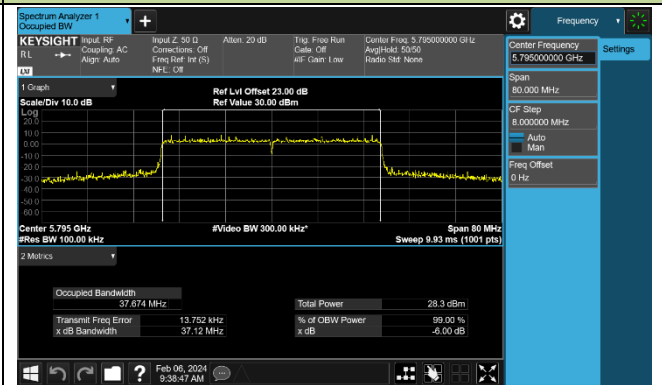 Spectrum Analyzer 1
Occupied BW
Frequency
KEYSIGHT
RL
LXI
Input: RF
Coupling: AC
Align: Auto
Input Z: 50 Ω
Corrections: Off
Freq Ref: Int (S)
NFE: Off
Atten: 20 dB
Trig: Free Run
Gate: Off
#IF Gain: Low
Center Freq: 5.795000000 GHz
Avg|Hold: 50/50
Radio Std: None
Center Frequency
5.795000000 GHz
Settings
Span
80.000 MHz
CF Step
8.000000 MHz
Auto
Man
Freq Offset
0 Hz
1 Graph
Scale/Div 10.0 dB
Ref Lvl Offset 23.00 dB
Ref Value 30.00 dBm
Log
20.0
10.0
0.00
-10.0
-20.0
-30.0
-40.0
-50.0
-60.0
Center 5.795 GHz
#Video BW 300.00 kHz*
Span 80 MHz
#Res BW 100.00 kHz
Sweep 9.93 ms (1001 pts)
2 Metrics
Occupied Bandwidth
37.674 MHz
Total Power 28.3 dBm
Transmit Freq Error 13.752 kHz
% of OBW Power 99.00 %
x dB Bandwidth 37.12 MHz
x dB -6.00 dB
?
Feb 06, 2024
9:38:47 AM